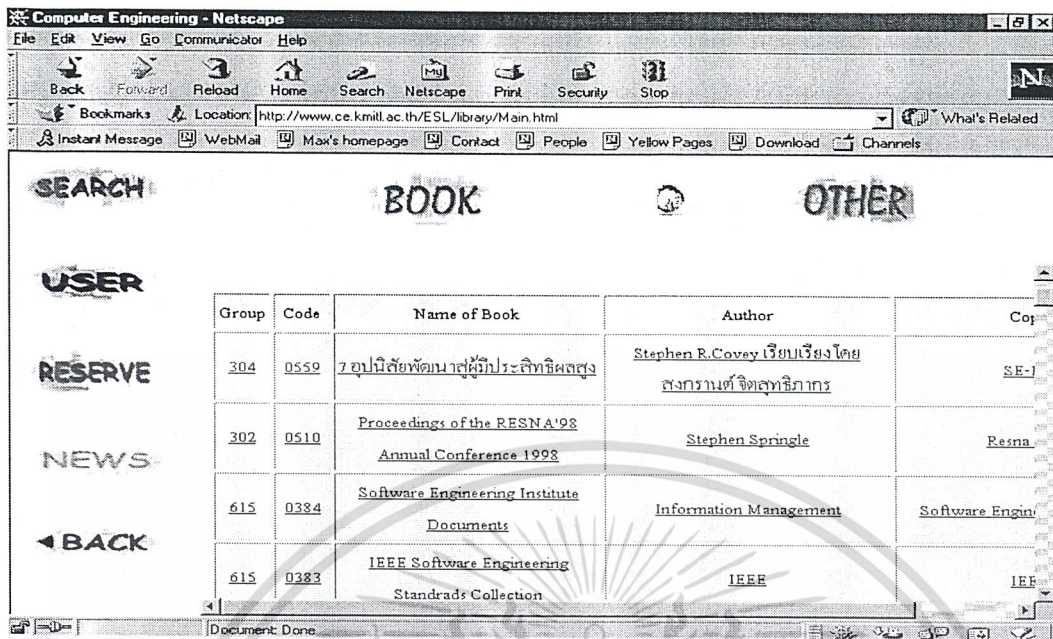 Computer Engineering - Netscape
File Edit View Go Communicator Help
Back Forward Reload Home Search Netscape Print Security Stop
Bookmarks Location: http://www.ce.kmitl.ac.th/ESL/library/Main.html What's Related
Instant Message WebMail Max's homepage Contact People Yellow Pages Download Channels
SEARCH
BOOK
OTHER
USER
RESERVE
NEWS
BACK
Group Code Name of Book Author Cop
304 0559 7 อุปนิสัยพัฒนาสู่ผู้มีประสิทธิผลสูง Stephen R.Covey เรียบเรียงโดย
สงกรานต์ จิตสุทธิภากร SE-
302 0510 Proceedings of the RESNA'98
Annual Conference 1998 Stephen Springle Resna
615 0384 Software Engineering Institute
Documents Information Management Software Engin
615 0383 IEEE Software Engineering
Standrads Collection IEEE IEE
Document: Done